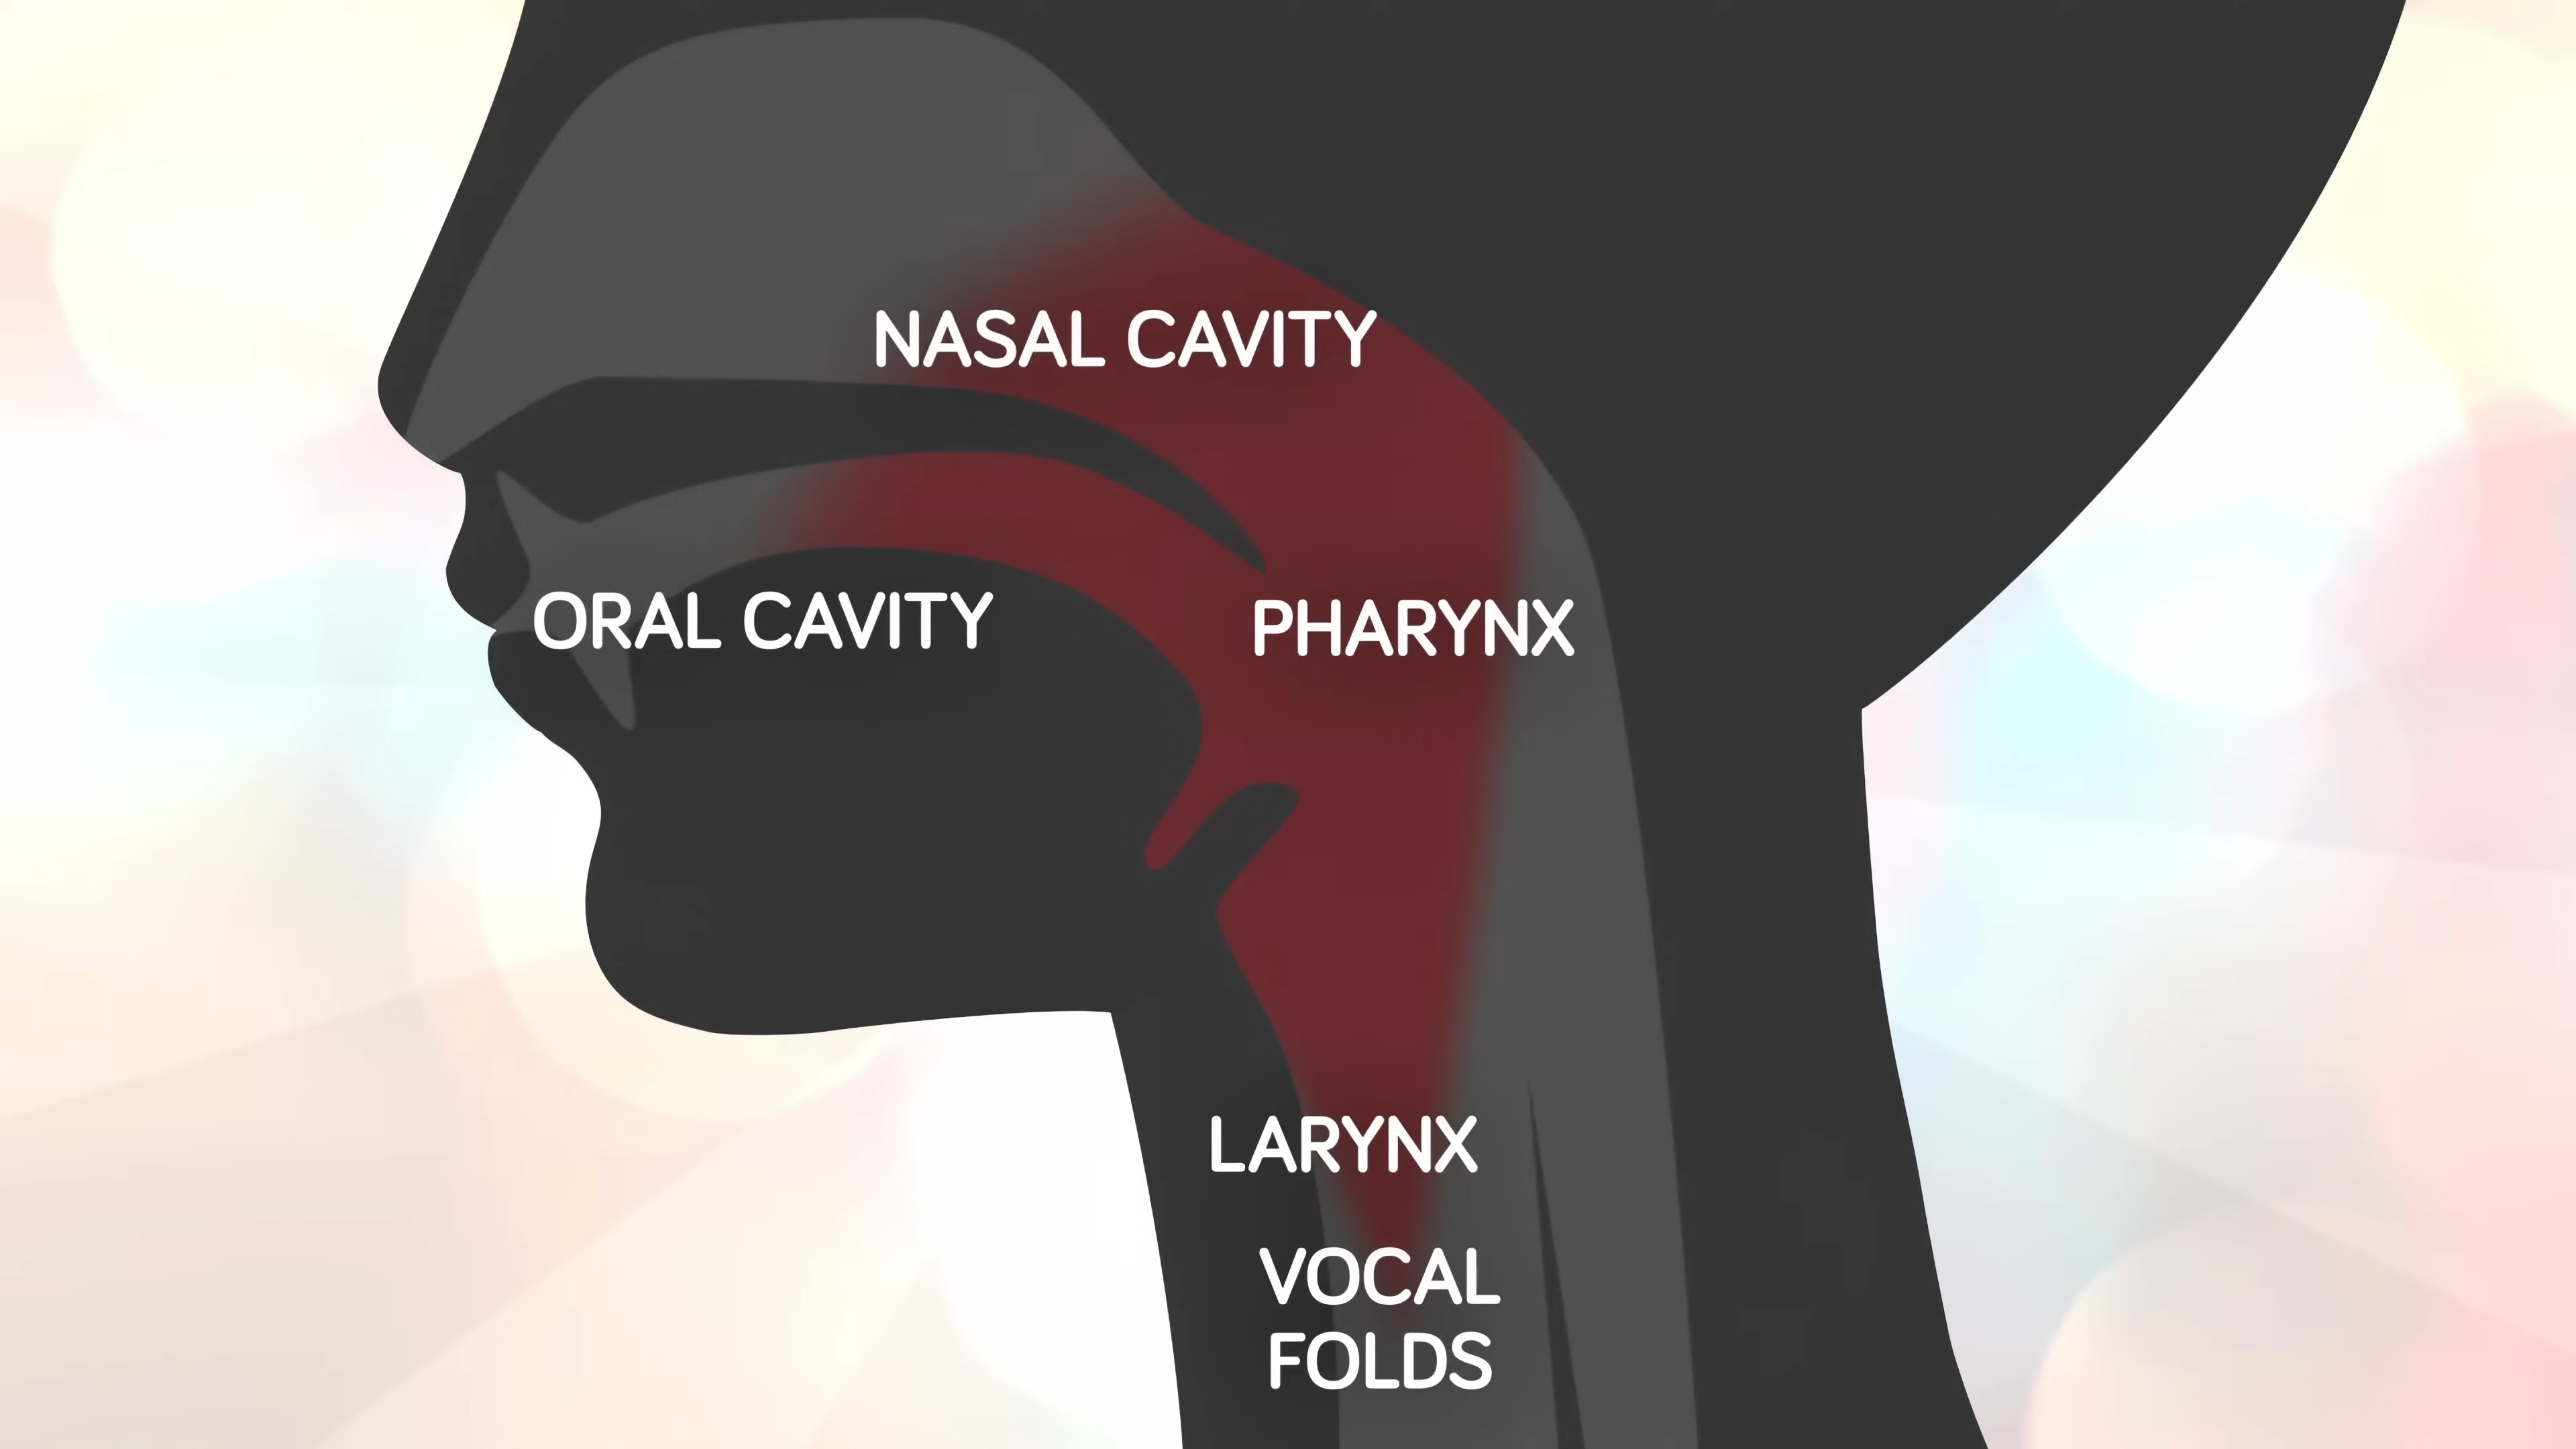 NASAL CAVITY
ORAL CAVITY
PHARYNX
LARYNX
VOCAL
FOLDS